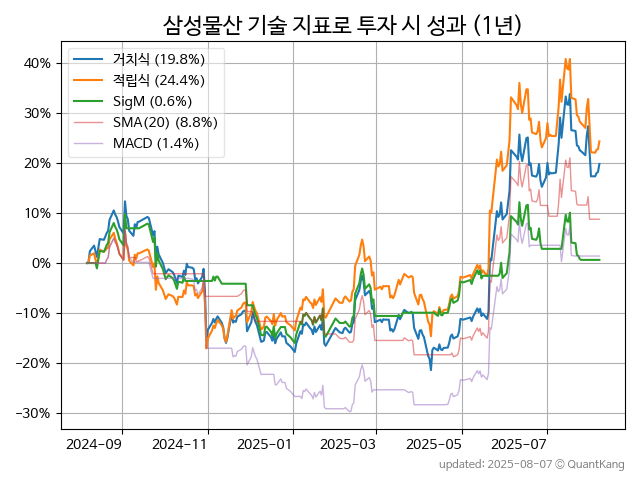 삼성물산 기술 지표로 투자 시 성과 (1년)
거치식 (19.8%)
적립식 (24.4%)
SigM (0.6%)
SMA(20) (8.8%)
MACD (1.4%)
40%
30%
20%
10%
0%
−10%
−20%
−30%
2024-09
2024-11
2025-01
2025-03
2025-05
2025-07
updated: 2025-08-07 © QuantKang